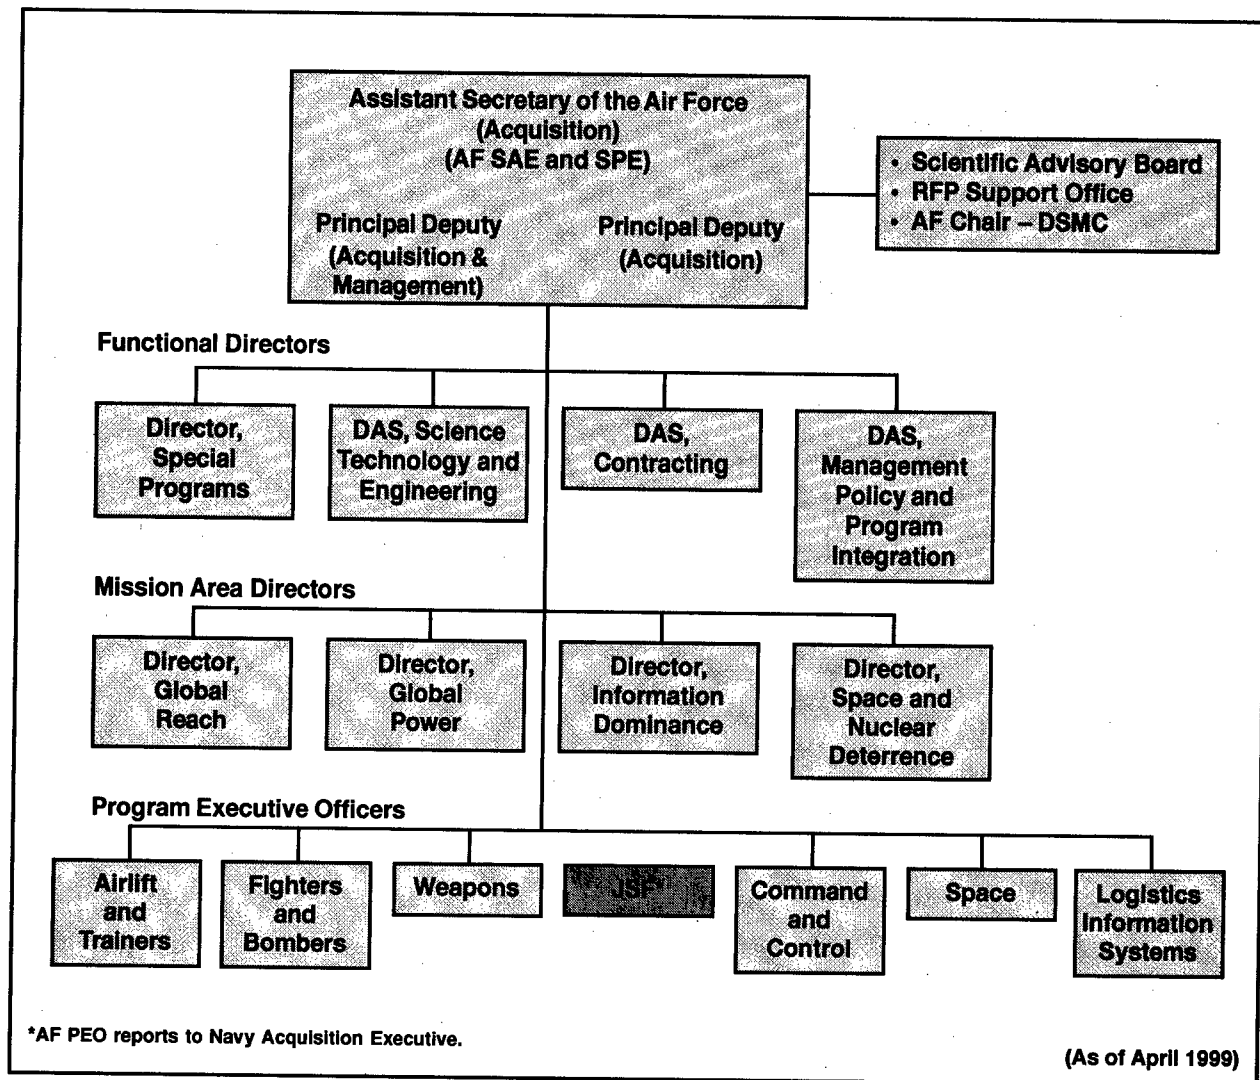 Assistant Secretary of the Air Force
(Acquisition)
(AF SAE and SPE)
Principal Deputy
(Acquisition &
Management)
Principal Deputy
(Acquisition)
• Scientific Advisory Board
• RFP Support Office
• AF Chair – DSMC
Functional Directors
Director,
Special
Programs
DAS, Science
Technology and
Engineering
DAS,
Contracting
DAS,
Management
Policy and
Program
Integration
Mission Area Directors
Director,
Global
Reach
Director,
Global
Power
Director,
Information
Dominance
Director,
Space and
Nuclear
Deterrence
Program Executive Officers
Airlift
and
Trainers
Fighters
and
Bombers
Weapons
JSF*
Command
and
Control
Space
Logistics
Information
Systems
*AF PEO reports to Navy Acquisition Executive.
(As of April 1999)